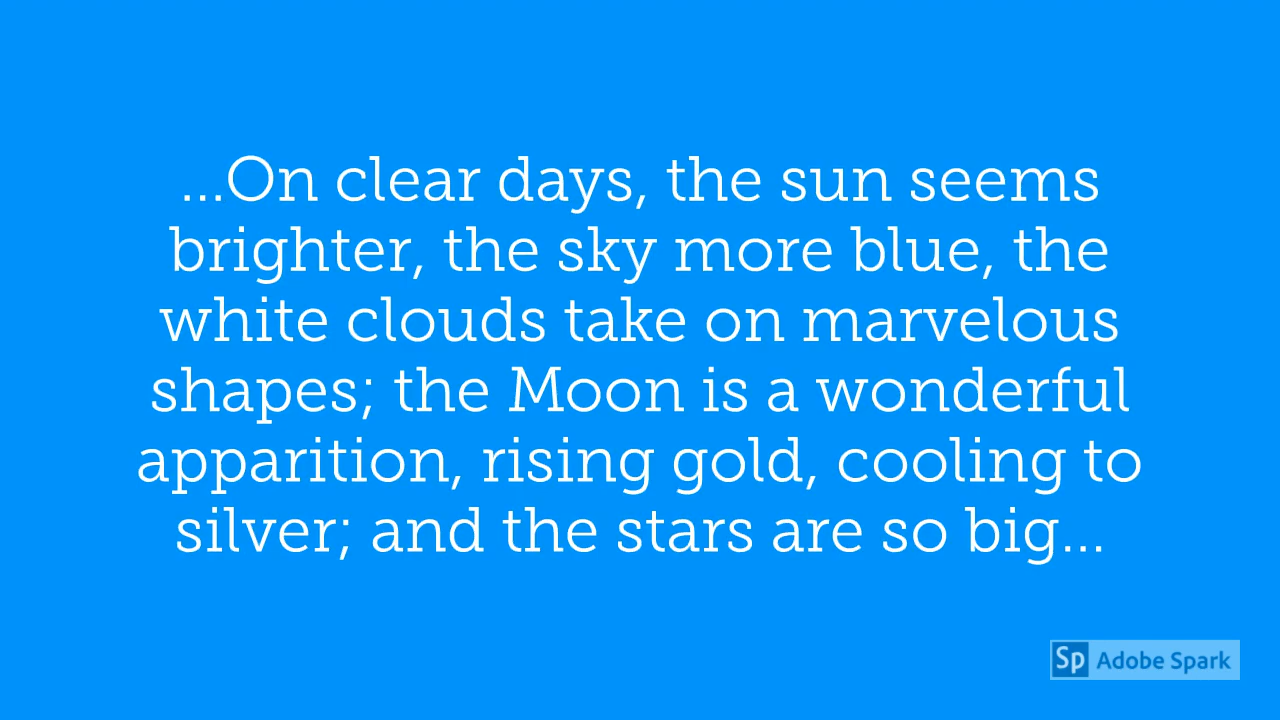 ...On clear days, the sun seems
brighter, the sky more blue, the
white clouds take on marvelous
shapes; the Moon is a wonderful
apparition, rising gold, cooling to
silver; and the stars are so big...
Sp Adobe Spark